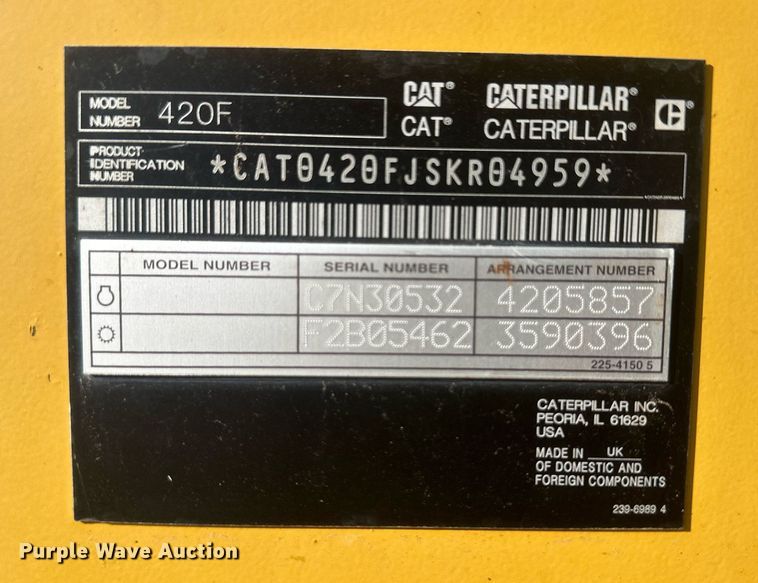 MODEL NUMBER 420F
CAT® CATERPILLAR®
CAT® CATERPILLAR®
PRODUCT IDENTIFICATION NUMBER *CAT0420FJSKR04959*
MODEL NUMBER SERIAL NUMBER ARRANGEMENT NUMBER
C7N30532 4205857
F2B05462 3590396
225-4150 5
CATERPILLAR INC.
PEORIA, IL 61629
USA
MADE IN UK
OF DOMESTIC AND
FOREIGN COMPONENTS
239-6989 4
Purple Wave Auction